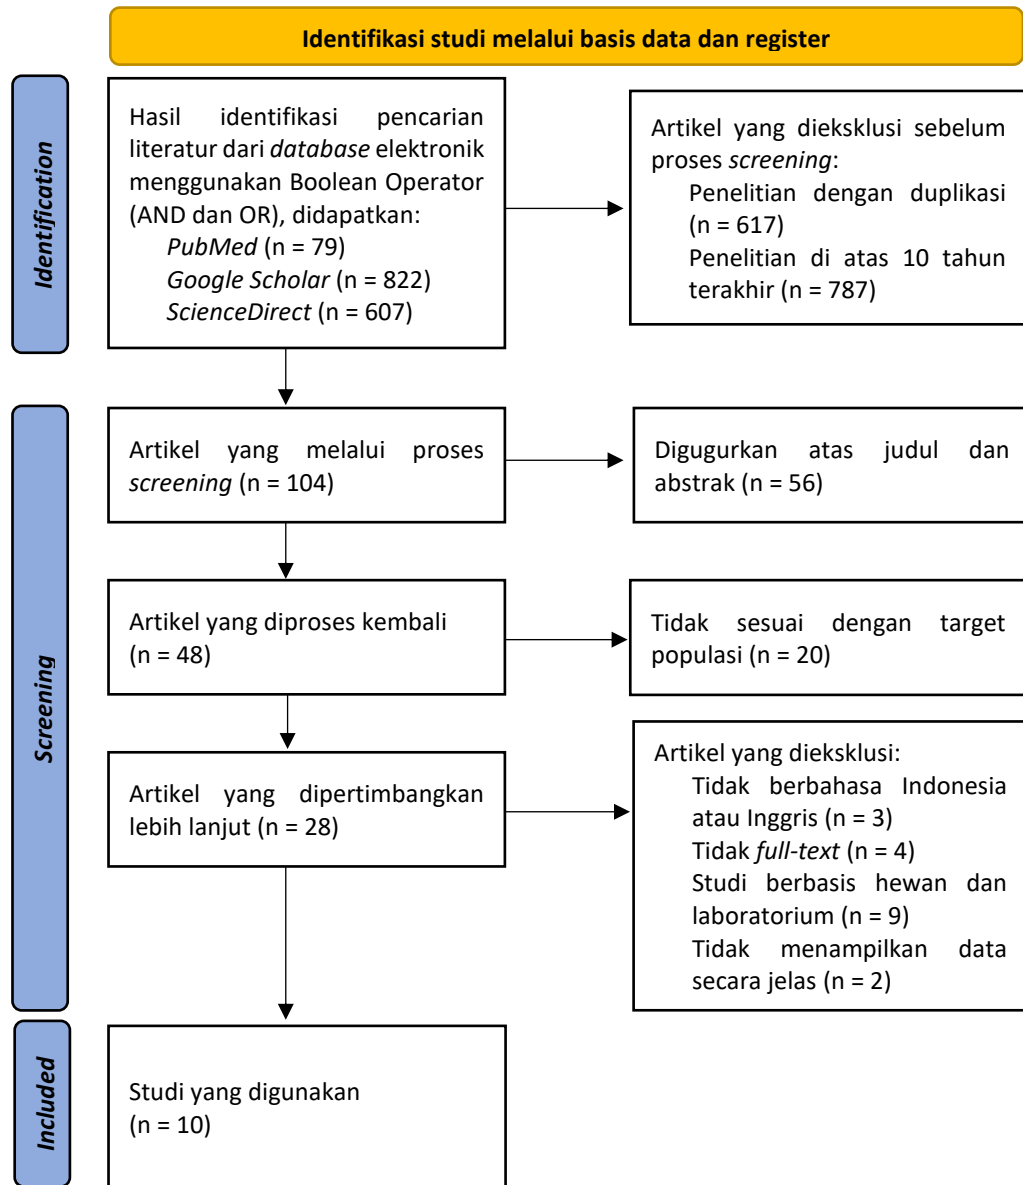 Identifikasi studi melalui basis data dan register
Identification
Hasil identifikasi pencarian
literatur dari database elektronik
menggunakan Boolean Operator
(AND dan OR), didapatkan:
PubMed (n = 79)
Google Scholar (n = 822)
ScienceDirect (n = 607)
Artikel yang dieksklusi sebelum
proses screening:
Penelitian dengan duplikasi
(n = 617)
Penelitian di atas 10 tahun
terakhir (n = 787)
Screening
Artikel yang melalui proses
screening (n = 104)
Digugurkan atas judul dan
abstrak (n = 56)
Artikel yang diproses kembali
(n = 48)
Tidak sesuai dengan target
populasi (n = 20)
Artikel yang dipertimbangkan
lebih lanjut (n = 28)
Artikel yang dieksklusi:
Tidak berbahasa Indonesia
atau Inggris (n = 3)
Tidak full-text (n = 4)
Studi berbasis hewan dan
laboratorium (n = 9)
Tidak menampilkan data
secara jelas (n = 2)
Included
Studi yang digunakan
(n = 10)